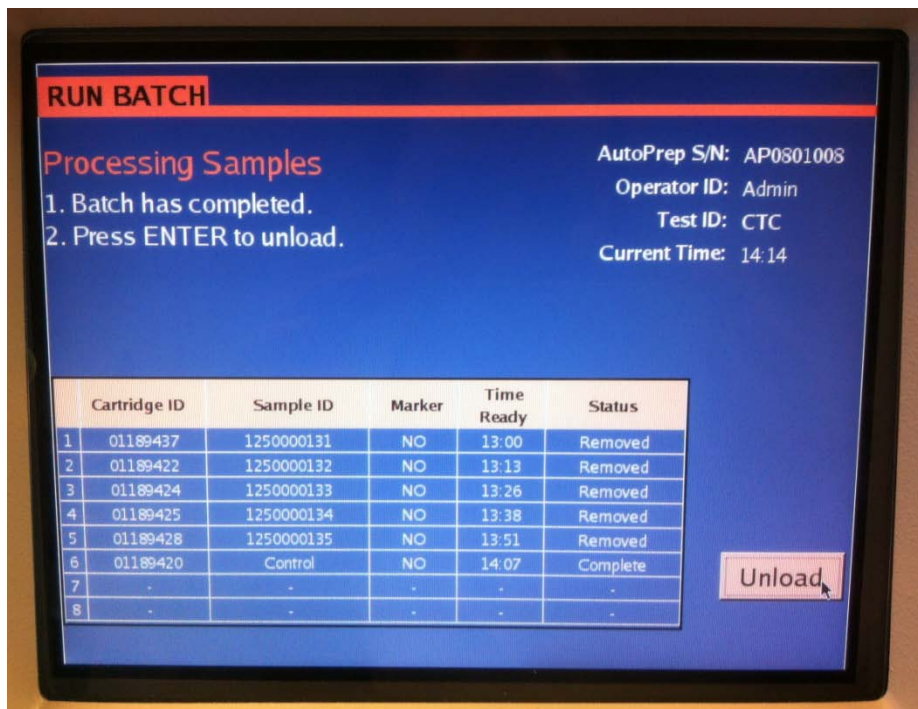 RUN BATCH
Processing Samples
1. Batch has completed.
2. Press ENTER to unload.
AutoPrep S/N: AP0801008
Operator ID: Admin
Test ID: CTC
Current Time: 14:14
Cartridge ID Sample ID Marker Time Ready Status
1 01189437 1250000131 NO 13:00 Removed
2 01189422 1250000132 NO 13:13 Removed
3 01189424 1250000133 NO 13:26 Removed
4 01189425 1250000134 NO 13:38 Removed
5 01189428 1250000135 NO 13:51 Removed
6 01189420 Control NO 14:07 Complete
7 - - - - -
8 - - - - -
Unload